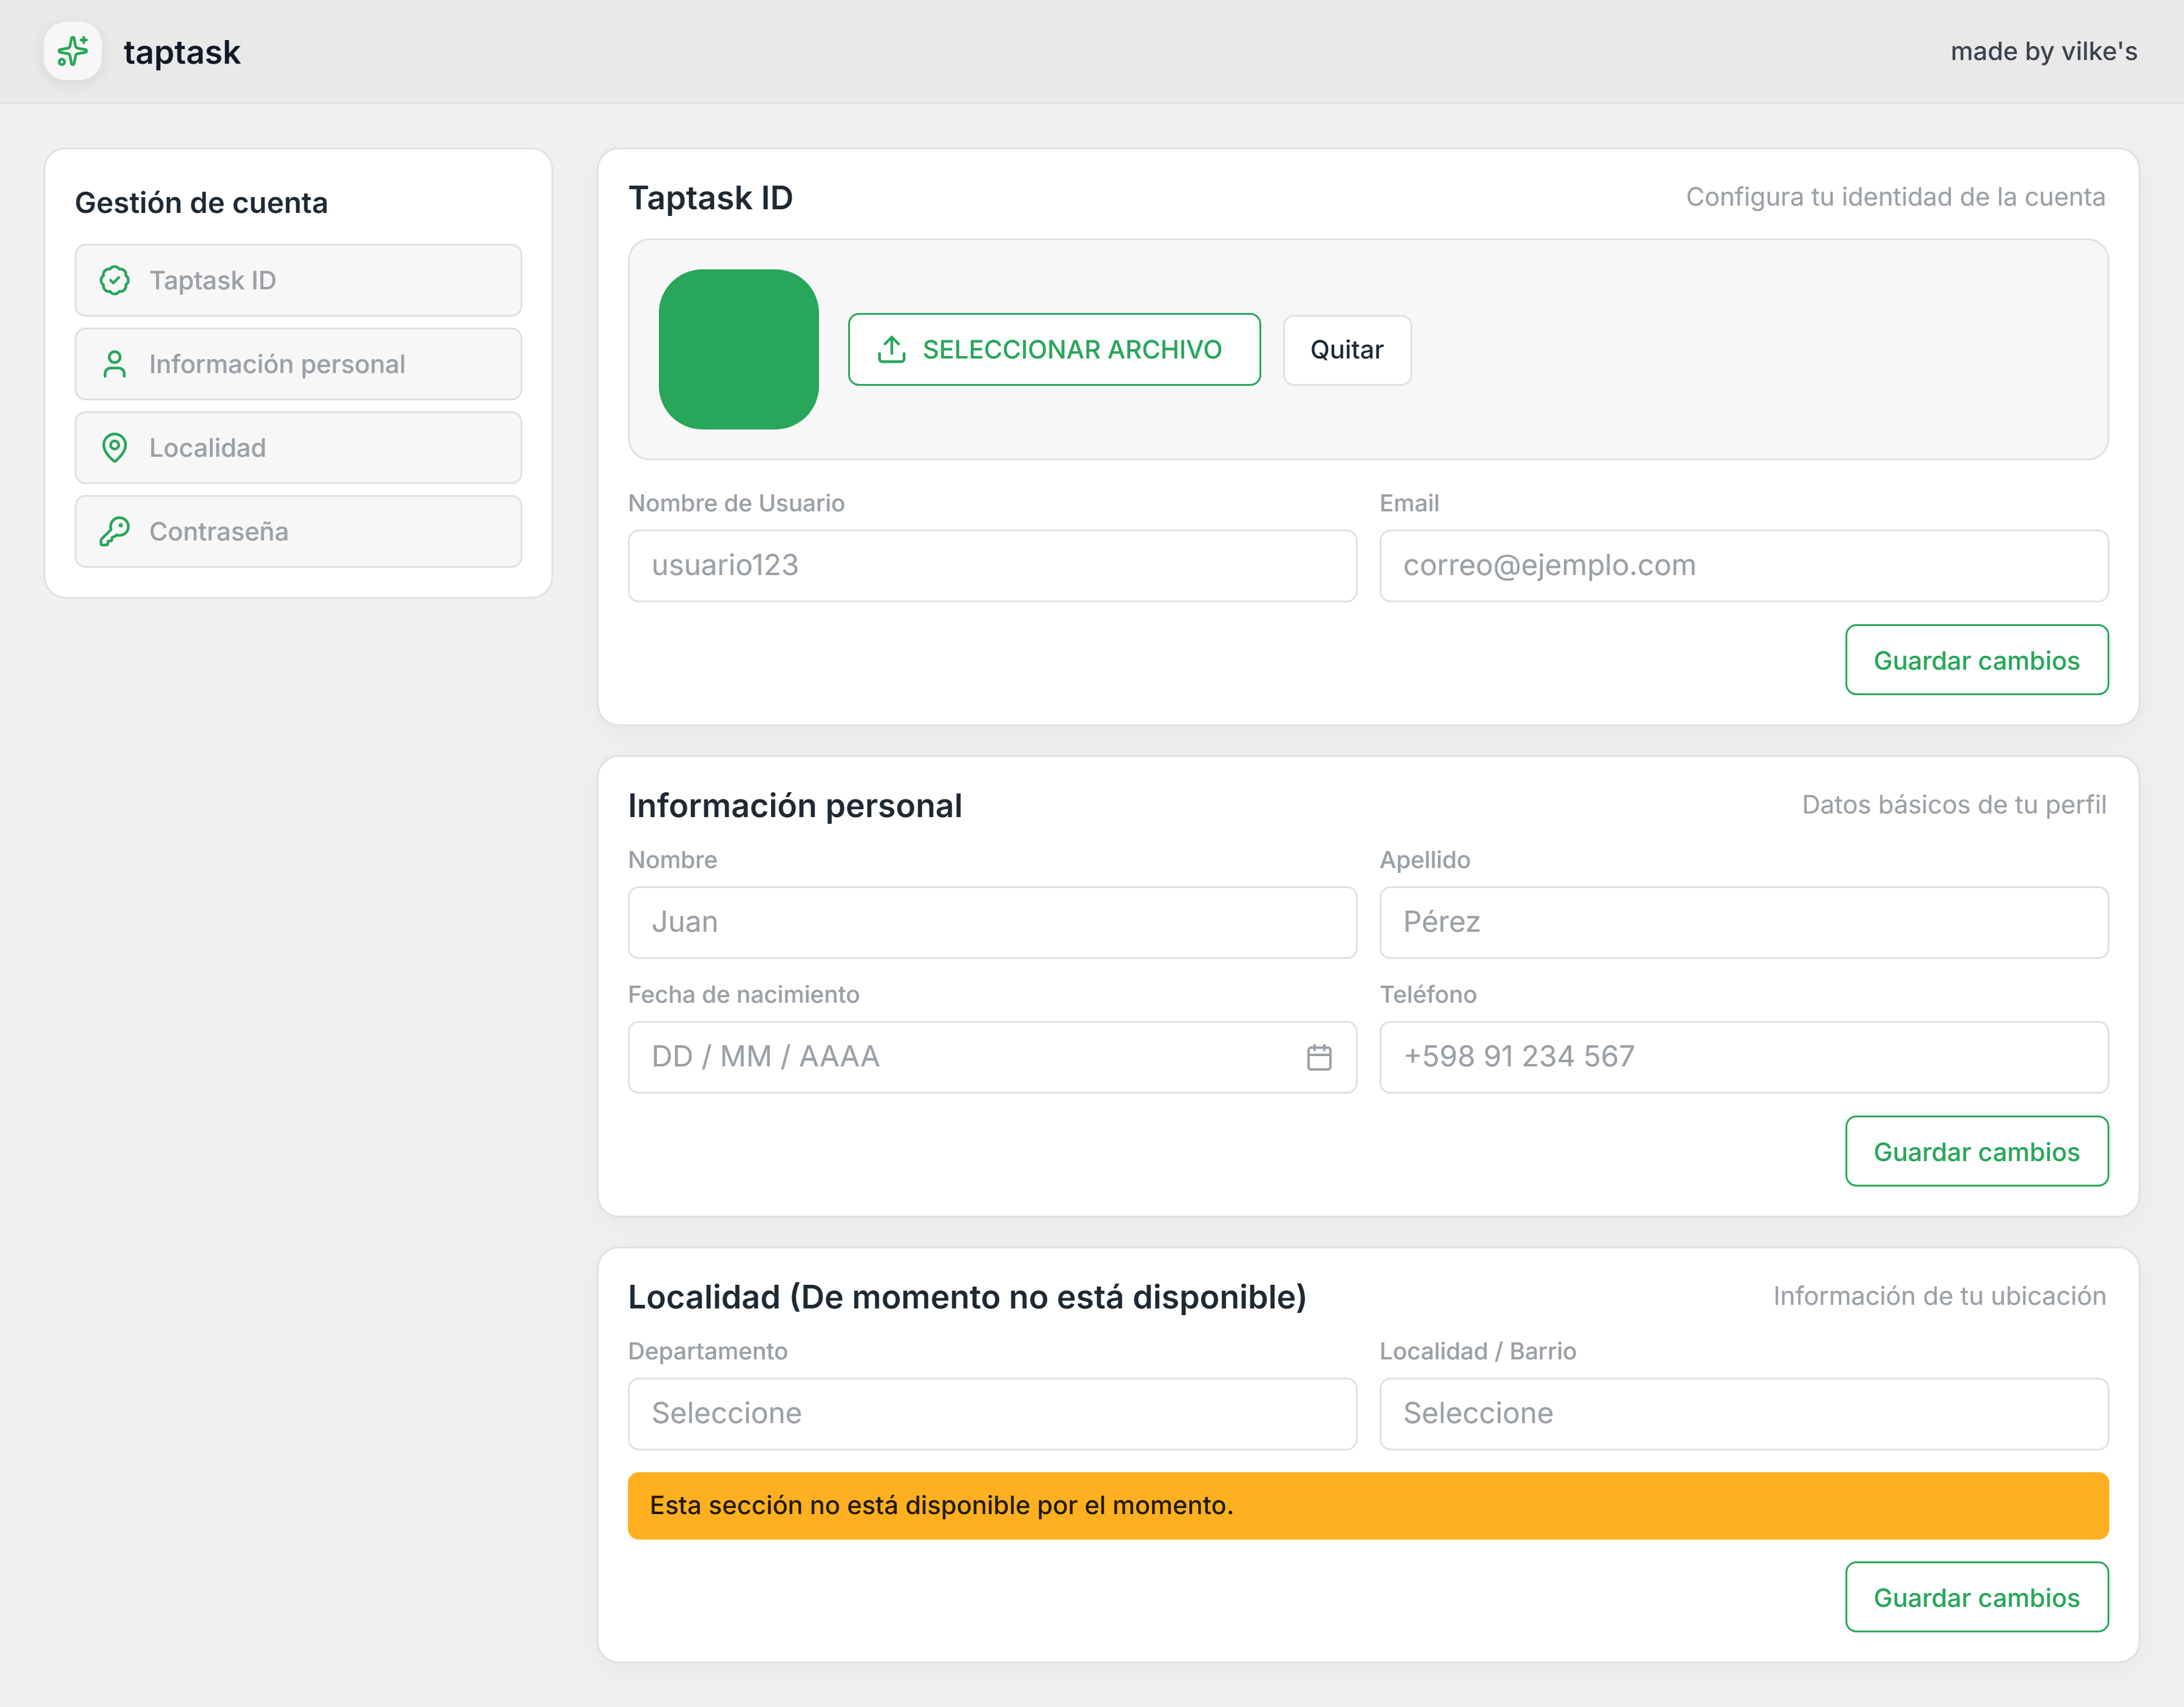 taptask
made by vilke's
Gestión de cuenta
Taptask ID
Información personal
Localidad
Contraseña
Taptask ID
Configura tu identidad de la cuenta
SELECCIONAR ARCHIVO
Quitar
Nombre de Usuario
Email
usuario123
correo@ejemplo.com
Guardar cambios
Información personal
Datos básicos de tu perfil
Nombre
Apellido
Juan
Pérez
Fecha de nacimiento
Teléfono
DD / MM / AAAA
+598 91 234 567
Guardar cambios
Localidad (De momento no está disponible)
Información de tu ubicación
Departamento
Localidad / Barrio
Seleccione
Seleccione
Esta sección no está disponible por el momento.
Guardar cambios